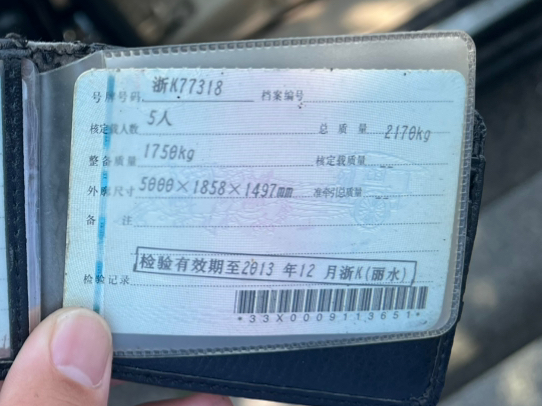 号牌号码 浙K77318 档案编号
核定载人数 5人 总质量 2170kg
整备质量 1750kg 核定载质量 --
外廓尺寸 5000×1858×1497mm 准牵引总质量 --
备注
检验记录 检验有效期至2013 年12 月浙K(丽水)
*33X0009113651*